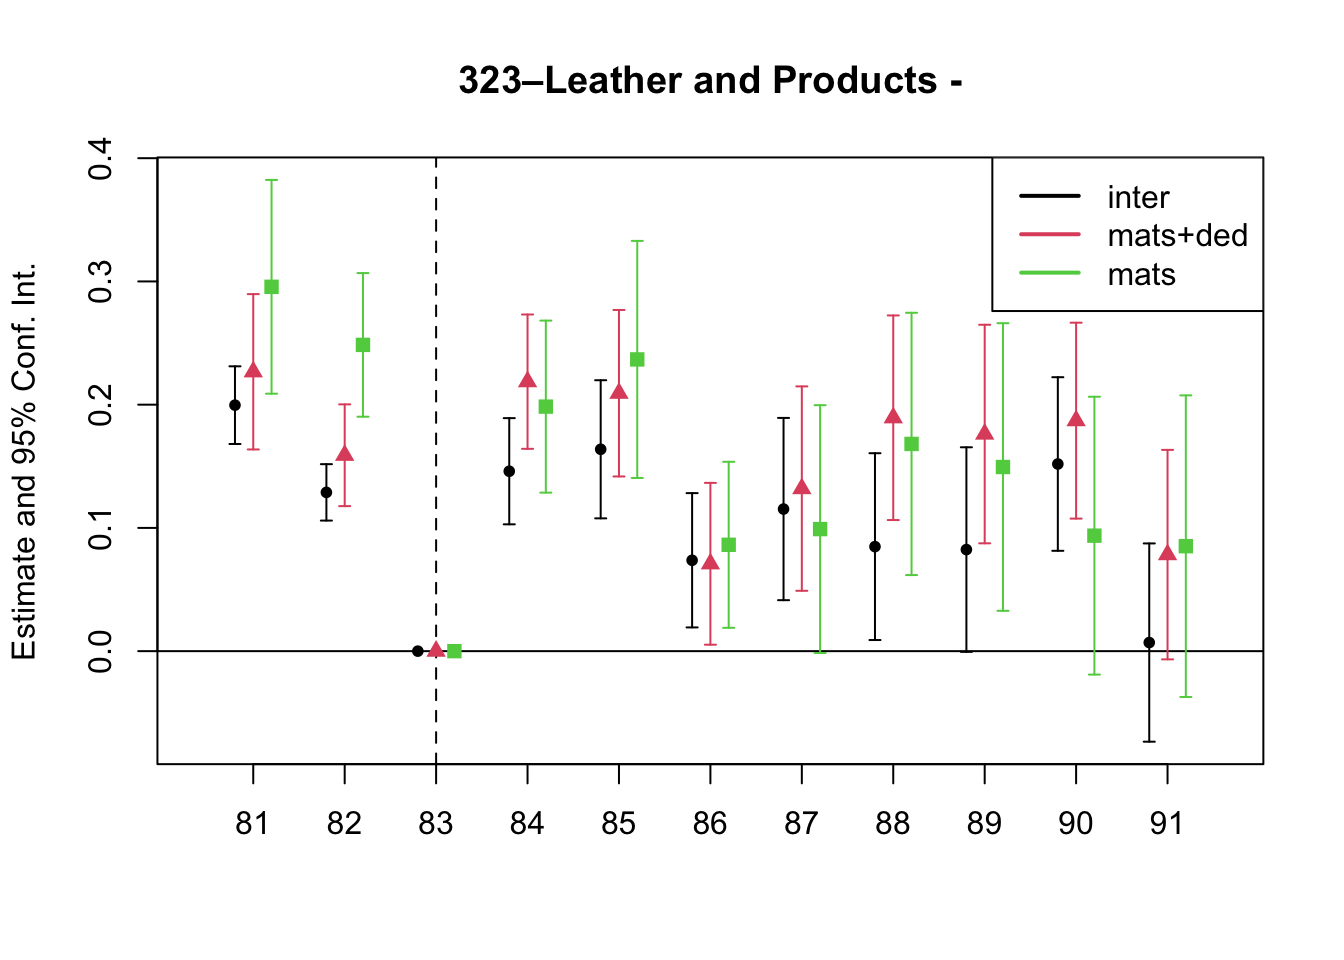 323–Leather and Products -
Estimate and 95% Conf. Int.
0.4
0.3
0.2
0.1
0.0
inter
mats+ded
mats
81 82 83 84 85 86 87 88 89 90 91